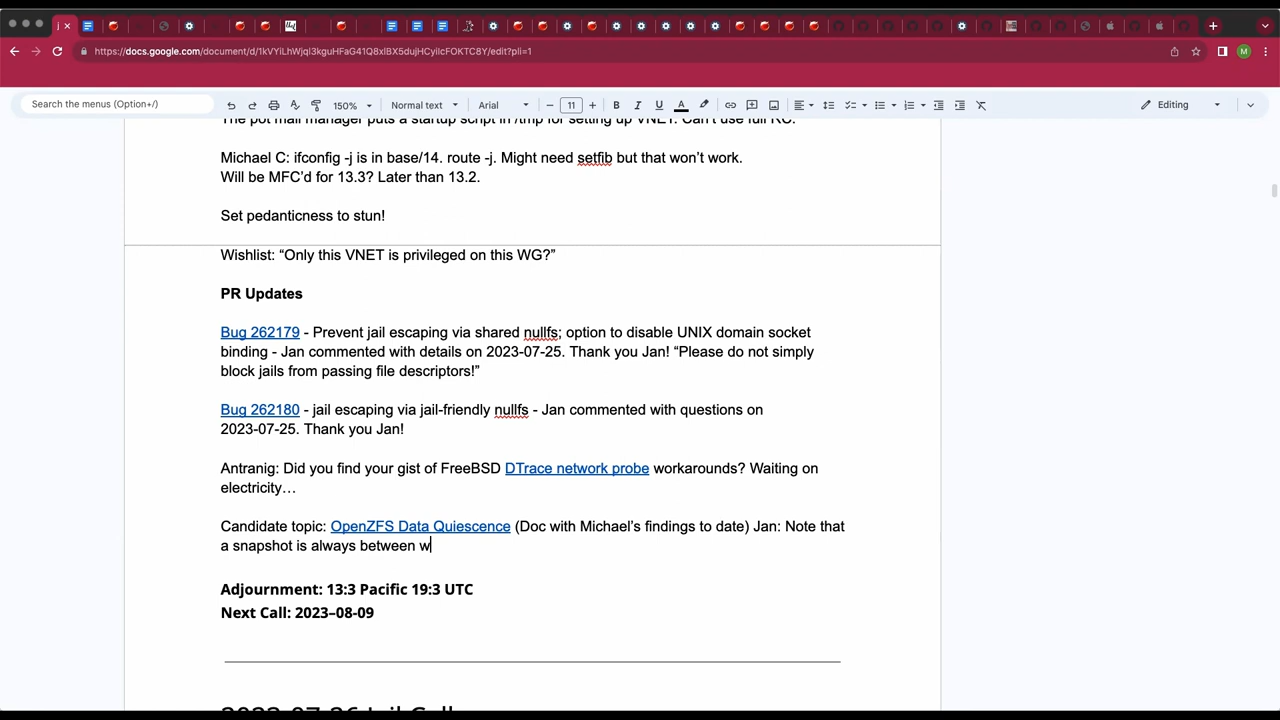 https://docs.google.com/document/d/1kVYiLhWjqI3kguHFaG41Q8xlBX5dujHCyiIcFOKTC8Y/edit?pli=1
M
Search the menus (Option+/)
150%
Normal text
Arial
11
Editing
The pot mail manager puts a startup script in /tmp for setting up VNET. Can't use full RC.
Michael C: ifconfig -j is in base/14. route -j. Might need setfib but that won't work.
Will be MFC'd for 13.3? Later than 13.2.
Set pedanticness to stun!
Wishlist: “Only this VNET is privileged on this WG?”
PR Updates
Bug 262179 - Prevent jail escaping via shared nullfs; option to disable UNIX domain socket
binding - Jan commented with details on 2023-07-25. Thank you Jan! “Please do not simply
block jails from passing file descriptors!”
Bug 262180 - jail escaping via jail-friendly nullfs - Jan commented with questions on
2023-07-25. Thank you Jan!
Antranig: Did you find your gist of FreeBSD DTrace network probe workarounds? Waiting on
electricity…
Candidate topic: OpenZFS Data Quiescence (Doc with Michael’s findings to date) Jan: Note that
a snapshot is always between w
Adjournment: 13:3 Pacific 19:3 UTC
Next Call: 2023–08-09
2023-07-26 Jail Call